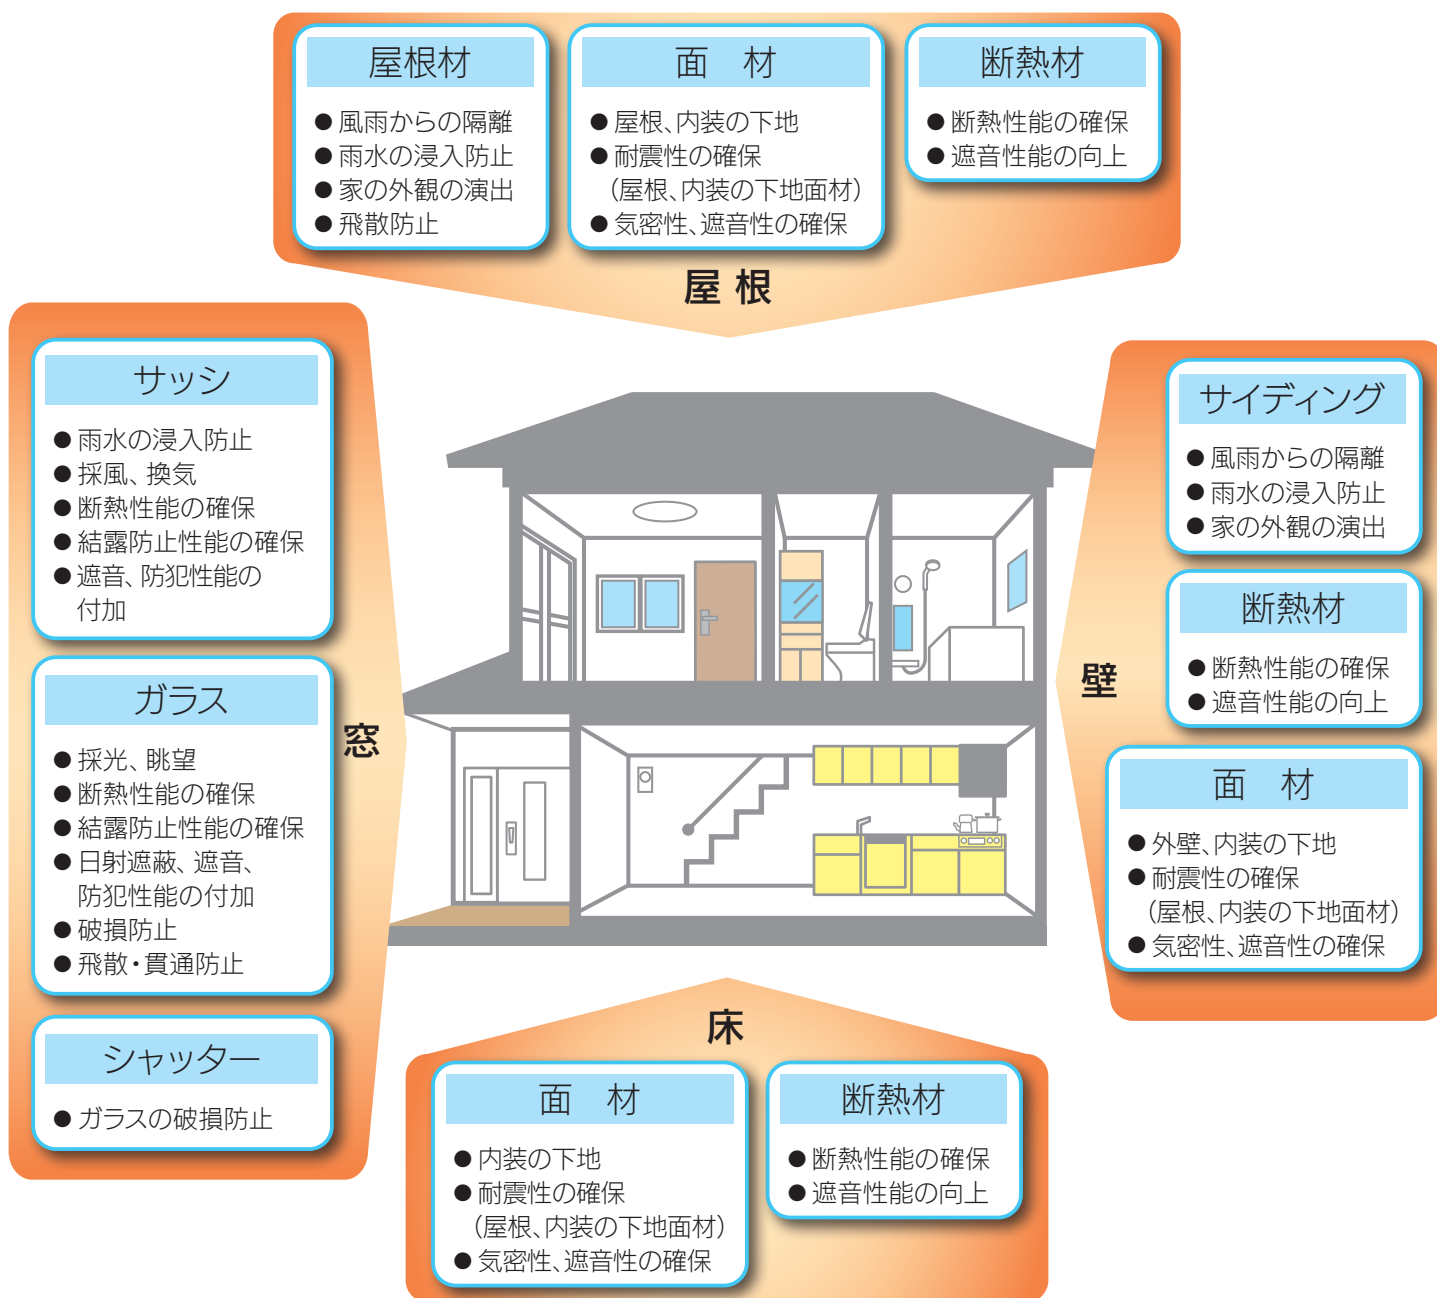 屋根材
● 風雨からの隔離
● 雨水の浸入防止
● 家の外観の演出
● 飛散防止
面　材
● 屋根、内装の下地
● 耐震性の確保
（屋根、内装の下地面材）
● 気密性、遮音性の確保
断熱材
● 断熱性能の確保
● 遮音性能の向上
屋 根
サッシ
● 雨水の浸入防止
● 採風、換気
● 断熱性能の確保
● 結露防止性能の確保
● 遮音、防犯性能の
付加
ガラス
● 採光、眺望
● 断熱性能の確保
● 結露防止性能の確保
● 日射遮蔽、遮音、
防犯性能の付加
● 破損防止
● 飛散・貫通防止
シャッター
● ガラスの破損防止
窓
サイディング
● 風雨からの隔離
● 雨水の浸入防止
● 家の外観の演出
断熱材
● 断熱性能の確保
● 遮音性能の向上
面　材
● 外壁、内装の下地
● 耐震性の確保
（屋根、内装の下地面材）
● 気密性、遮音性の確保
壁
床
面　材
● 内装の下地
● 耐震性の確保
（屋根、内装の下地面材）
● 気密性、遮音性の確保
断熱材
● 断熱性能の確保
● 遮音性能の向上